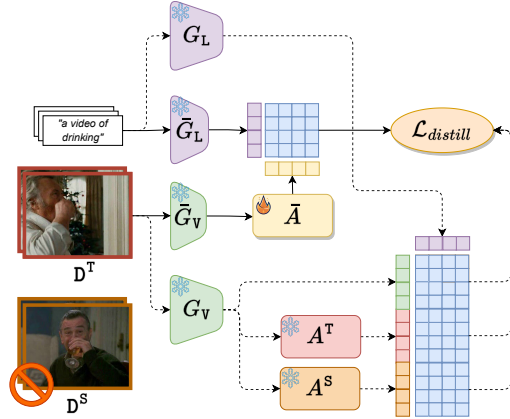 G_L
"a video of
drinking"
Ḡ_L
ℒ_distill
Ḡ_V
Ā
D^T
G_V
A^T
A^S
D^S